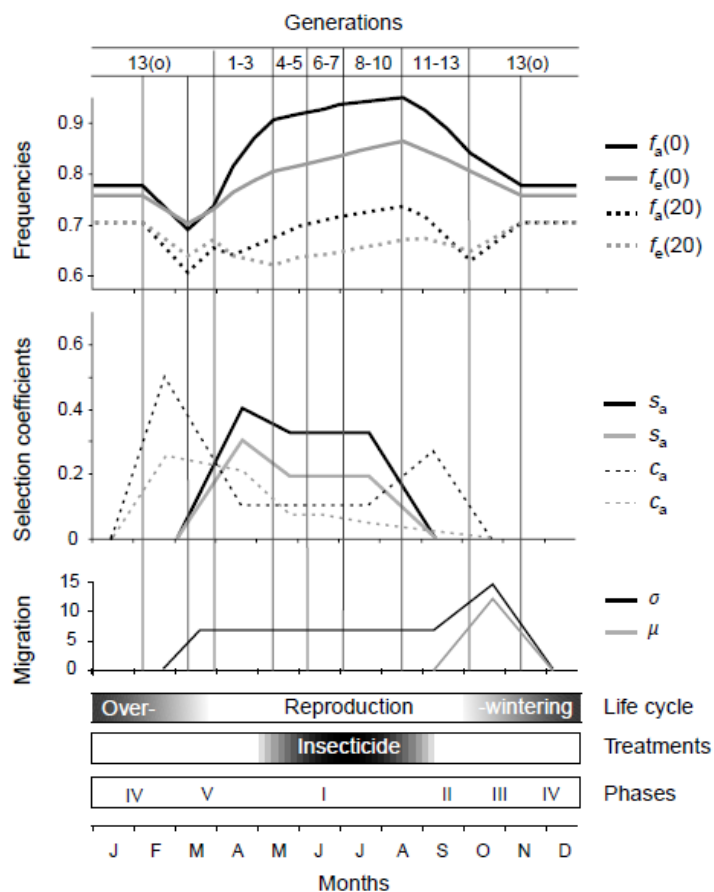 Generations
13(o) 1-3 4-5 6-7 8-10 11-13 13(o)
Frequencies
0.9
0.8
0.7
0.6
fa(0)
fe(0)
fa(20)
fe(20)
Selection coefficients
0.6
0.4
0.2
0
sa
sa
ca
ca
Migration
15
10
5
0
σ
μ
Over- Reproduction -wintering Life cycle
Insecticide Treatments
IV V I II III IV Phases
J F M A M J J A S O N D
Months